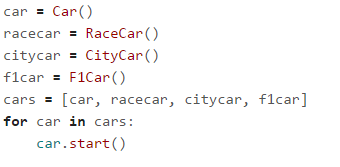 car = Car()
racecar = RaceCar()
citycar = CityCar()
f1car = F1Car()
cars = [car, racecar, citycar, f1car]
for car in cars:
    car.start()